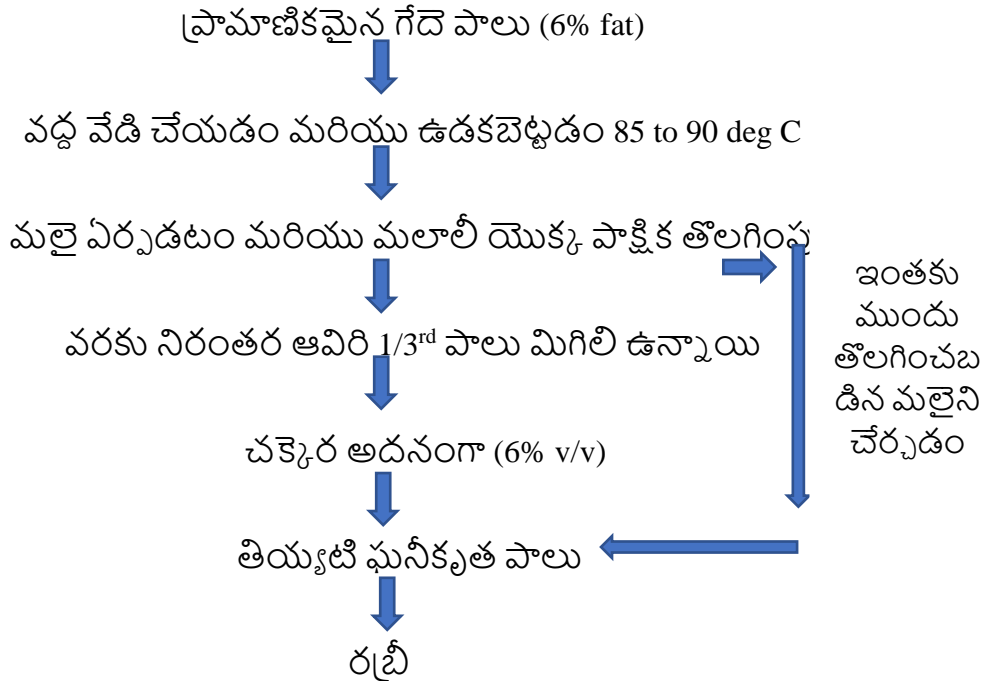 ప్రామాణికమైన గేదె పాలు (6% fat)
వద్ద వేడి చేయడం మరియు ఉడకబెట్టడం 85 to 90 deg C
మలై ఏర్పడటం మరియు మలాలీ యొక్క పాక్షిక తొలగింపు
వరకు నిరంతర ఆవిరి 1/3rd పాలు మిగిలి ఉన్నాయి
చక్కెర అదనంగా (6% v/v)
తియ్యటి ఘనీకృత పాలు
రబ్రీ
ఇంతకు
ముందు
తొలగించబ
డిన మలైని
చేర్చడం